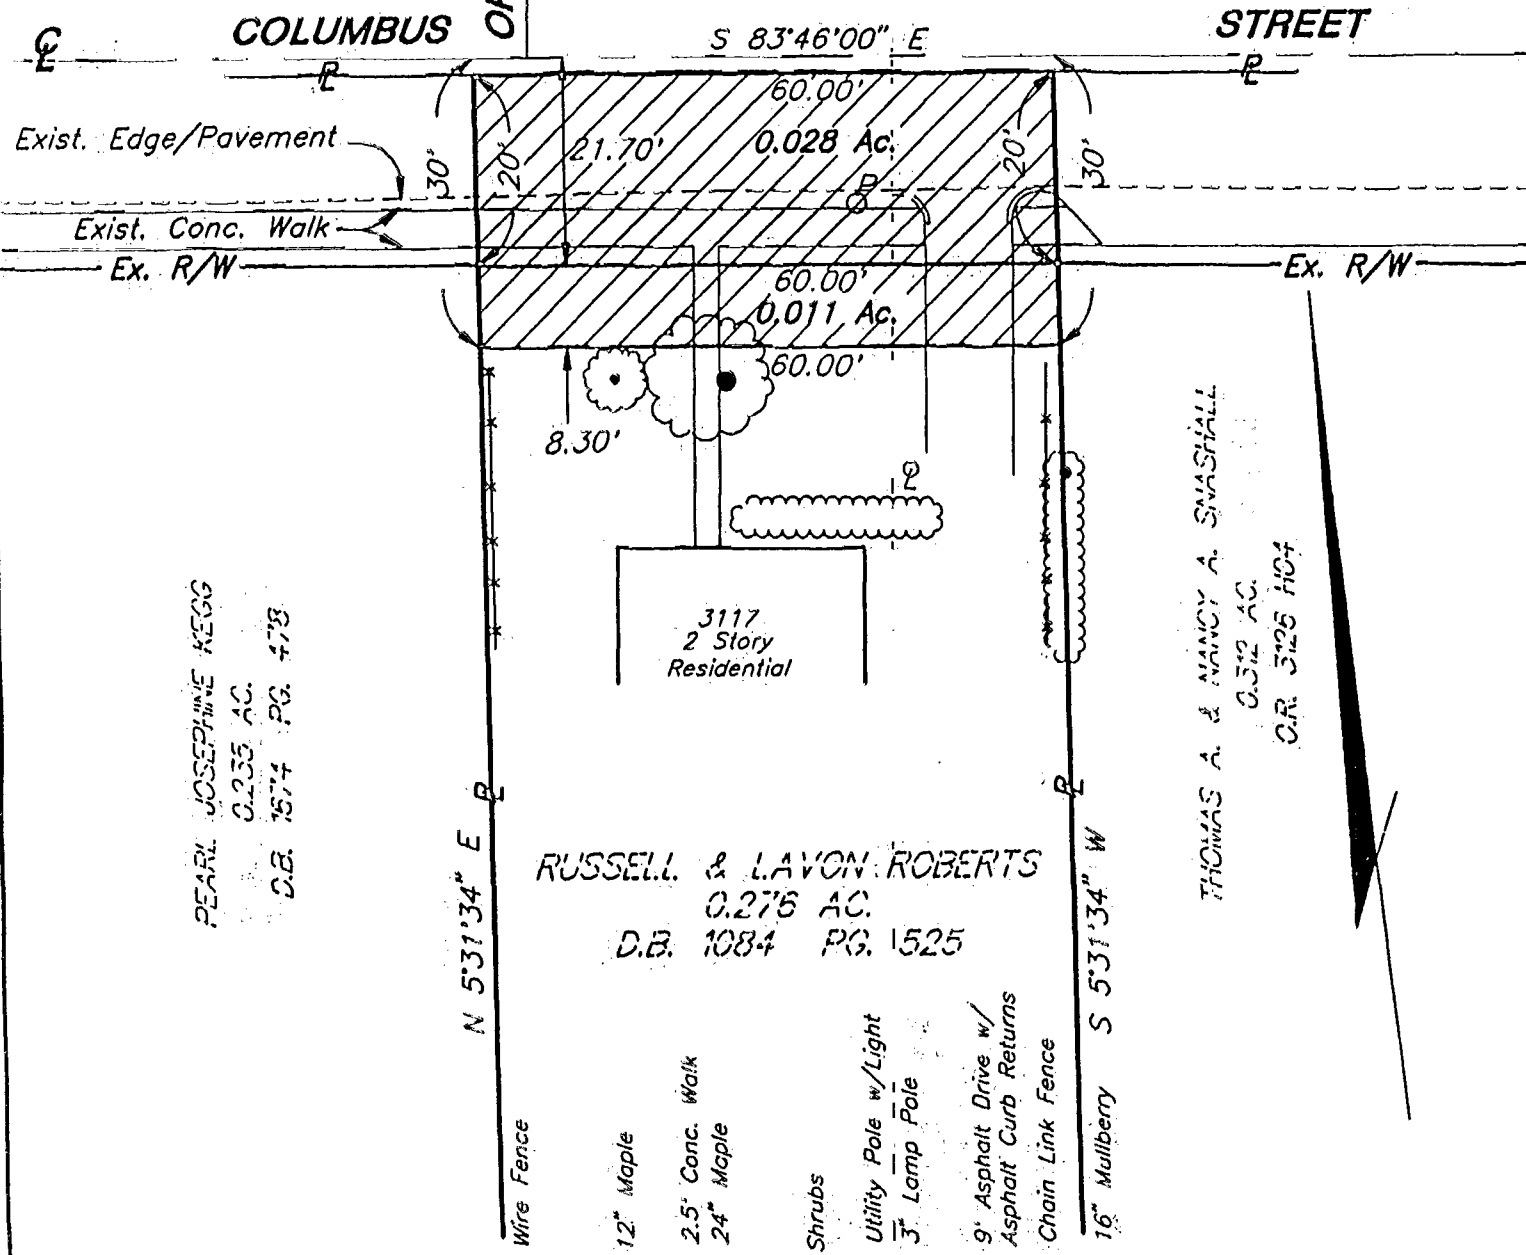 COLUMBUS
STREET
S 83°46'00" E
60.00'
0.028 Ac.
Exist. Edge/Pavement
30'
20'
21.70'
20'
30'
Exist. Conc. Walk
P
Ex. R/W
60.00'
Ex. R/W
0.011 Ac.
60.00'
8.30'
3117
2 Story
Residential
PEARL JOSEPHINE KEGG
0.235 AC.
D.B. 1574 PG. 478
THOMAS A. & NANCY A. SNASHALL
0.312 AC.
O.R. 3126 H04
N 5°31'34" E
RUSSELL & LAVON ROBERTS
0.276 AC.
D.B. 1084 PG. 1525
S 5°31'34" W
Wire Fence
12" Maple
2.5' Conc. Walk
24" Maple
Shrubs
Utility Pole w/Light
3" Lamp Pole
9' Asphalt Drive w/
Asphalt Curb Returns
Chain Link Fence
16" Mullberry